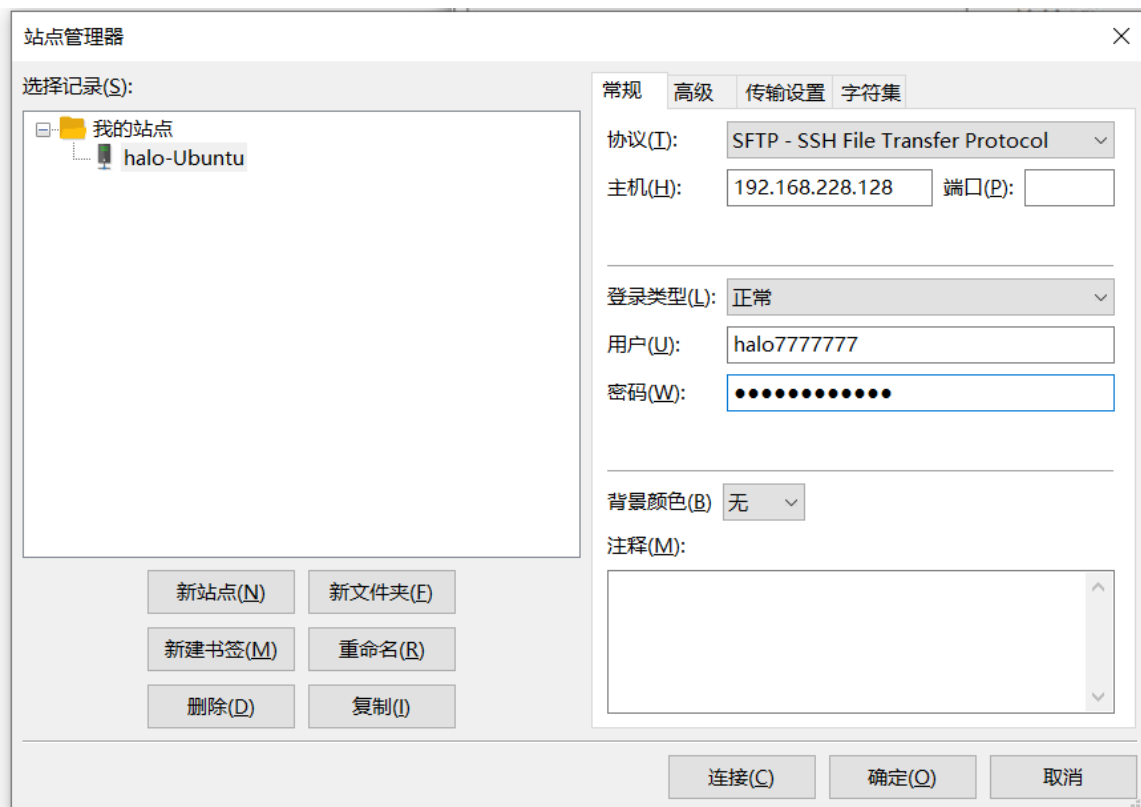 站点管理器
选择记录(S):
我的站点
halo-Ubuntu
新站点(N) 新文件夹(F)
新建书签(M) 重命名(R)
删除(D) 复制(I)
常规 高级 传输设置 字符集
协议(T): SFTP - SSH File Transfer Protocol
主机(H): 192.168.228.128 端口(P):
登录类型(L): 正常
用户(U): halo7777777
密码(W): ●●●●●●●●●●●●
背景颜色(B) 无
注释(M):
连接(C) 确定(O) 取消